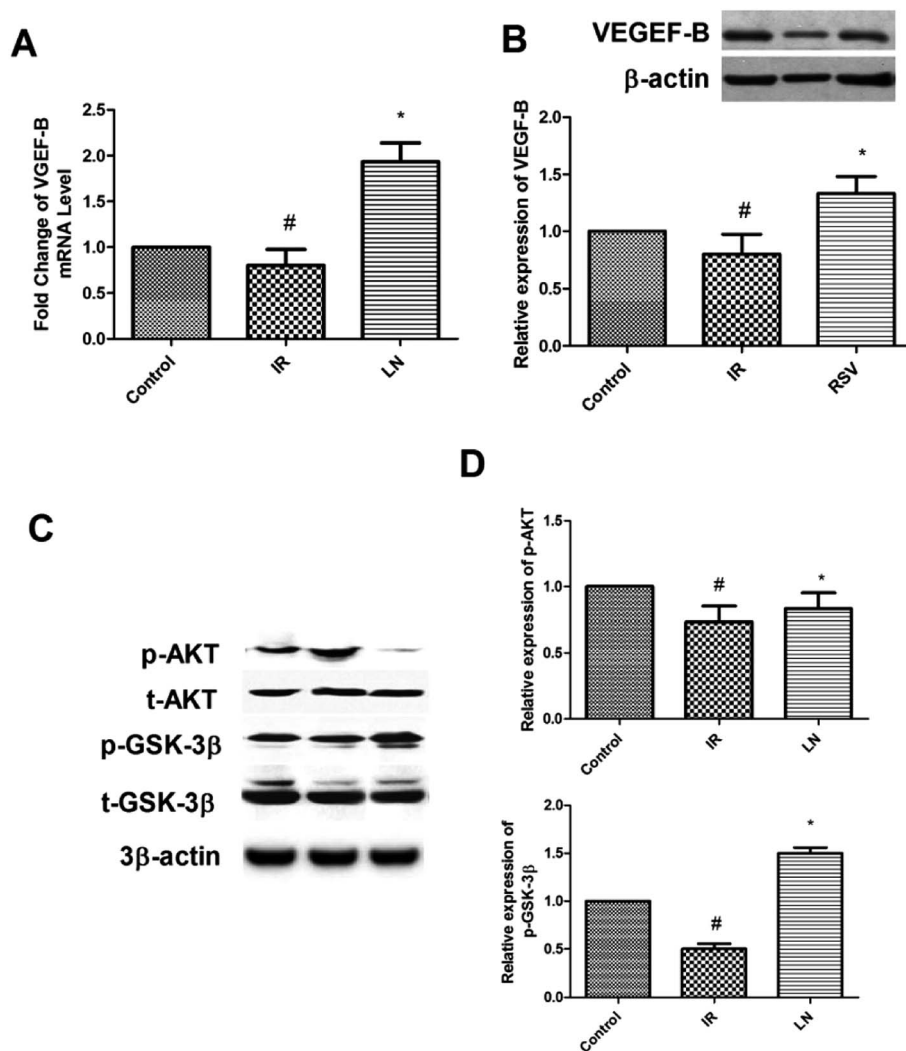 A
Fold Change of VGEF-B
mRNA Level
2.5
2.0
1.5
1.0
0.5
0.0
#
*
Control
IR
LN
B
VEGEF-B
β-actin
Relative expression of VEGF-B
2.0
1.5
1.0
0.5
0.0
#
*
Control
IR
RSV
C
p-AKT
t-AKT
p-GSK-3β
t-GSK-3β
3β-actin
D
Relative expression of p-AKT
1.5
1.0
0.5
0.0
#
*
Control
IR
LN
Relative expression of
p-GSK-3β
2.0
1.5
1.0
0.5
0.0
#
*
Control
IR
LN